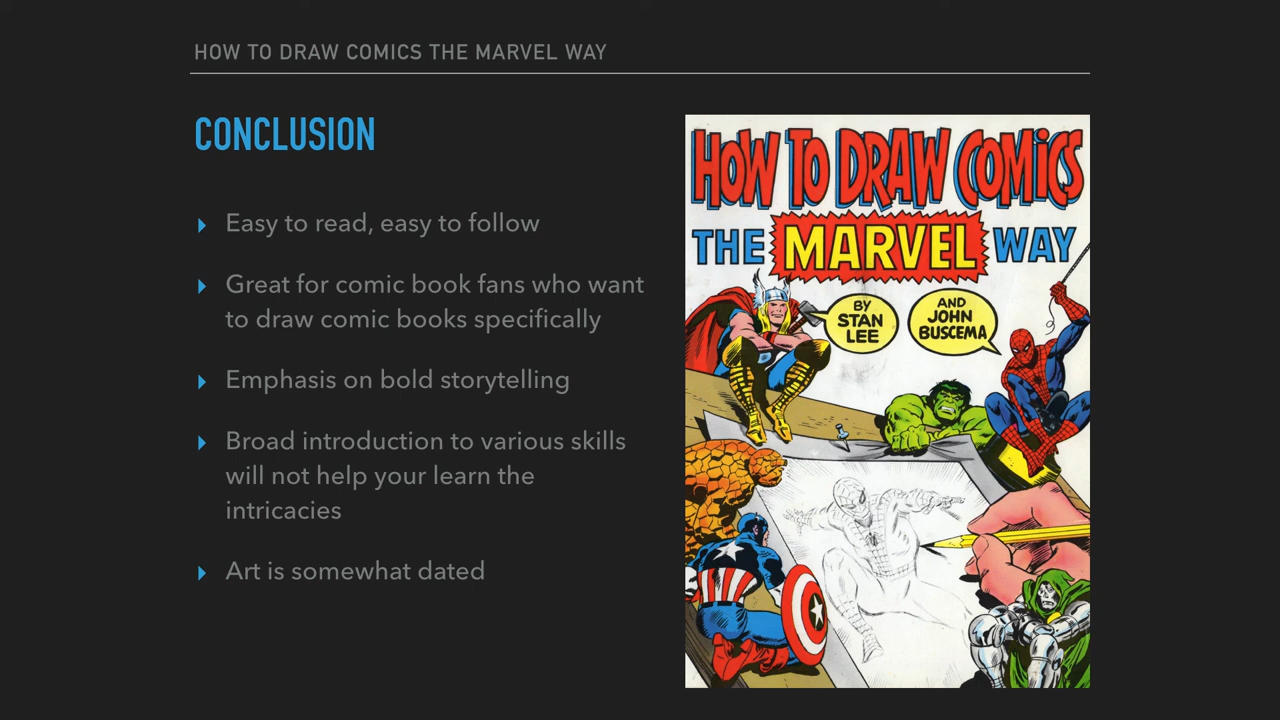 HOW TO DRAW COMICS THE MARVEL WAY
CONCLUSION
Easy to read, easy to follow
Great for comic book fans who want
to draw comic books specifically
Emphasis on bold storytelling
Broad introduction to various skills
will not help your learn the
intricacies
Art is somewhat dated
HOW TO DRAW COMICS
THE MARVEL WAY
BY
STAN
LEE
AND
JOHN
BUSCEMA